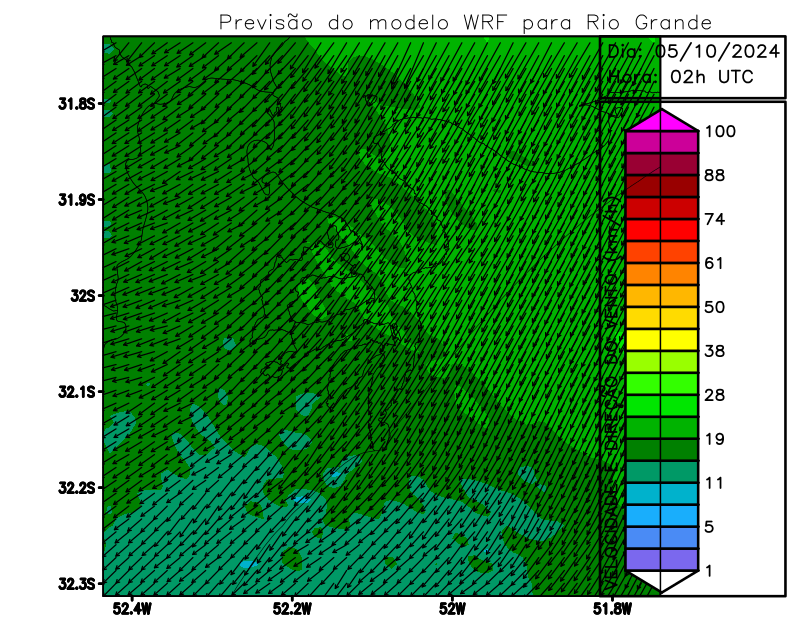 Previsão do modelo WRF para Rio Grande
Dia: 05/10/2024
Hora: 02h UTC
31.8S
31.9S
32S
32.1S
32.2S
32.3S
52.4W
52.2W
52W
51.8W
VELOCIDADE E DIREÇÃO DO VENTO (km/h)
100
88
74
61
50
38
28
19
11
5
1